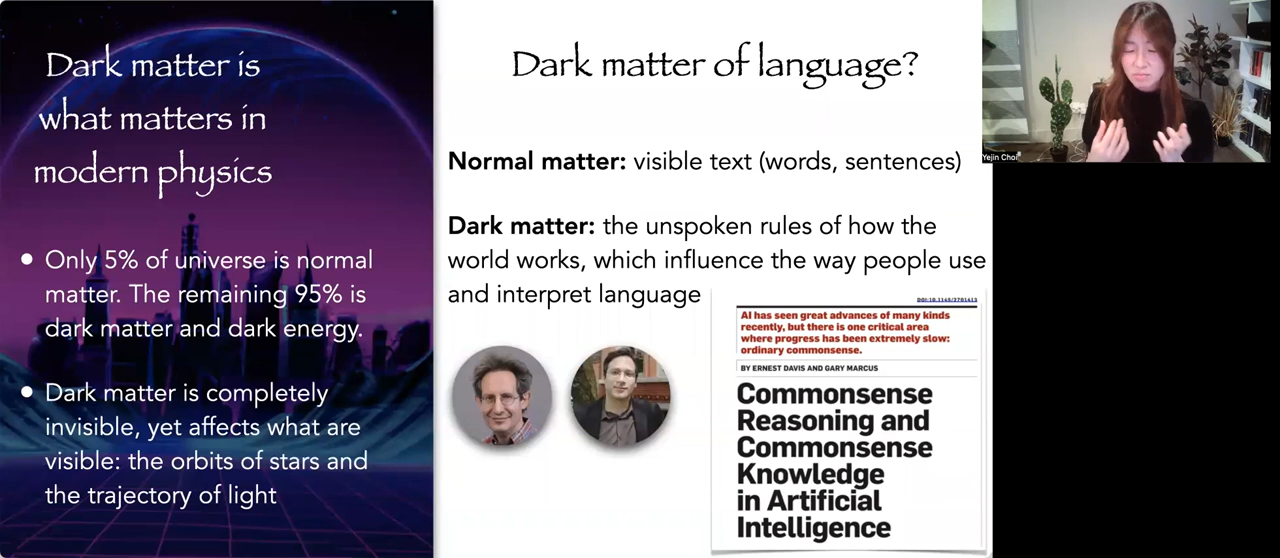 Dark matter is
what matters in
modern physics
• Only 5% of universe is normal
matter. The remaining 95% is
dark matter and dark energy.
• Dark matter is completely
invisible, yet affects what are
visible: the orbits of stars and
the trajectory of light
Dark matter of language?
Normal matter: visible text (words, sentences)
Dark matter: the unspoken rules of how the
world works, which influence the way people use
and interpret language
DOI:10.1145/2701413
AI has seen great advances of many kinds
recently, but there is one critical area
where progress has been extremely slow:
ordinary commonsense.
BY ERNEST DAVIS AND GARY MARCUS
Commonsense
Reasoning and
Commonsense
Knowledge
in Artificial
Intelligence
Yejin Choi